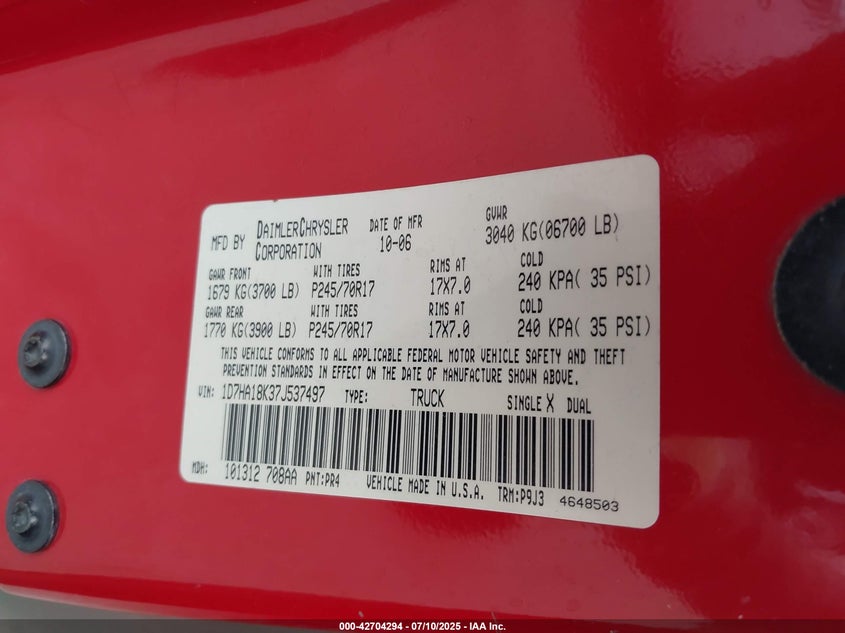 MFD BY DAIMLERCHRYSLER CORPORATION DATE OF MFR 10-06 GVWR 3040 KG(06700 LB)
GAWR FRONT WITH TIRES RIMS AT COLD
1679 KG(3700 LB) P245/70R17 17X7.0 240 KPA( 35 PSI)
GAWR REAR WITH TIRES RIMS AT COLD
1770 KG(3900 LB) P245/70R17 17X7.0 240 KPA( 35 PSI)
THIS VEHICLE CONFORMS TO ALL APPLICABLE FEDERAL MOTOR VEHICLE SAFETY AND THEFT
PREVENTION STANDARDS IN EFFECT ON THE DATE OF MANUFACTURE SHOWN ABOVE.
VIN: 1D7HA18K37J537497 TYPE: TRUCK SINGLE X DUAL
MDH: 101312 708AA PNT:PR4 VEHICLE MADE IN U.S.A. TRM:P9J3 4648503
000-42704294 - 07/10/2025 - IAA Inc.